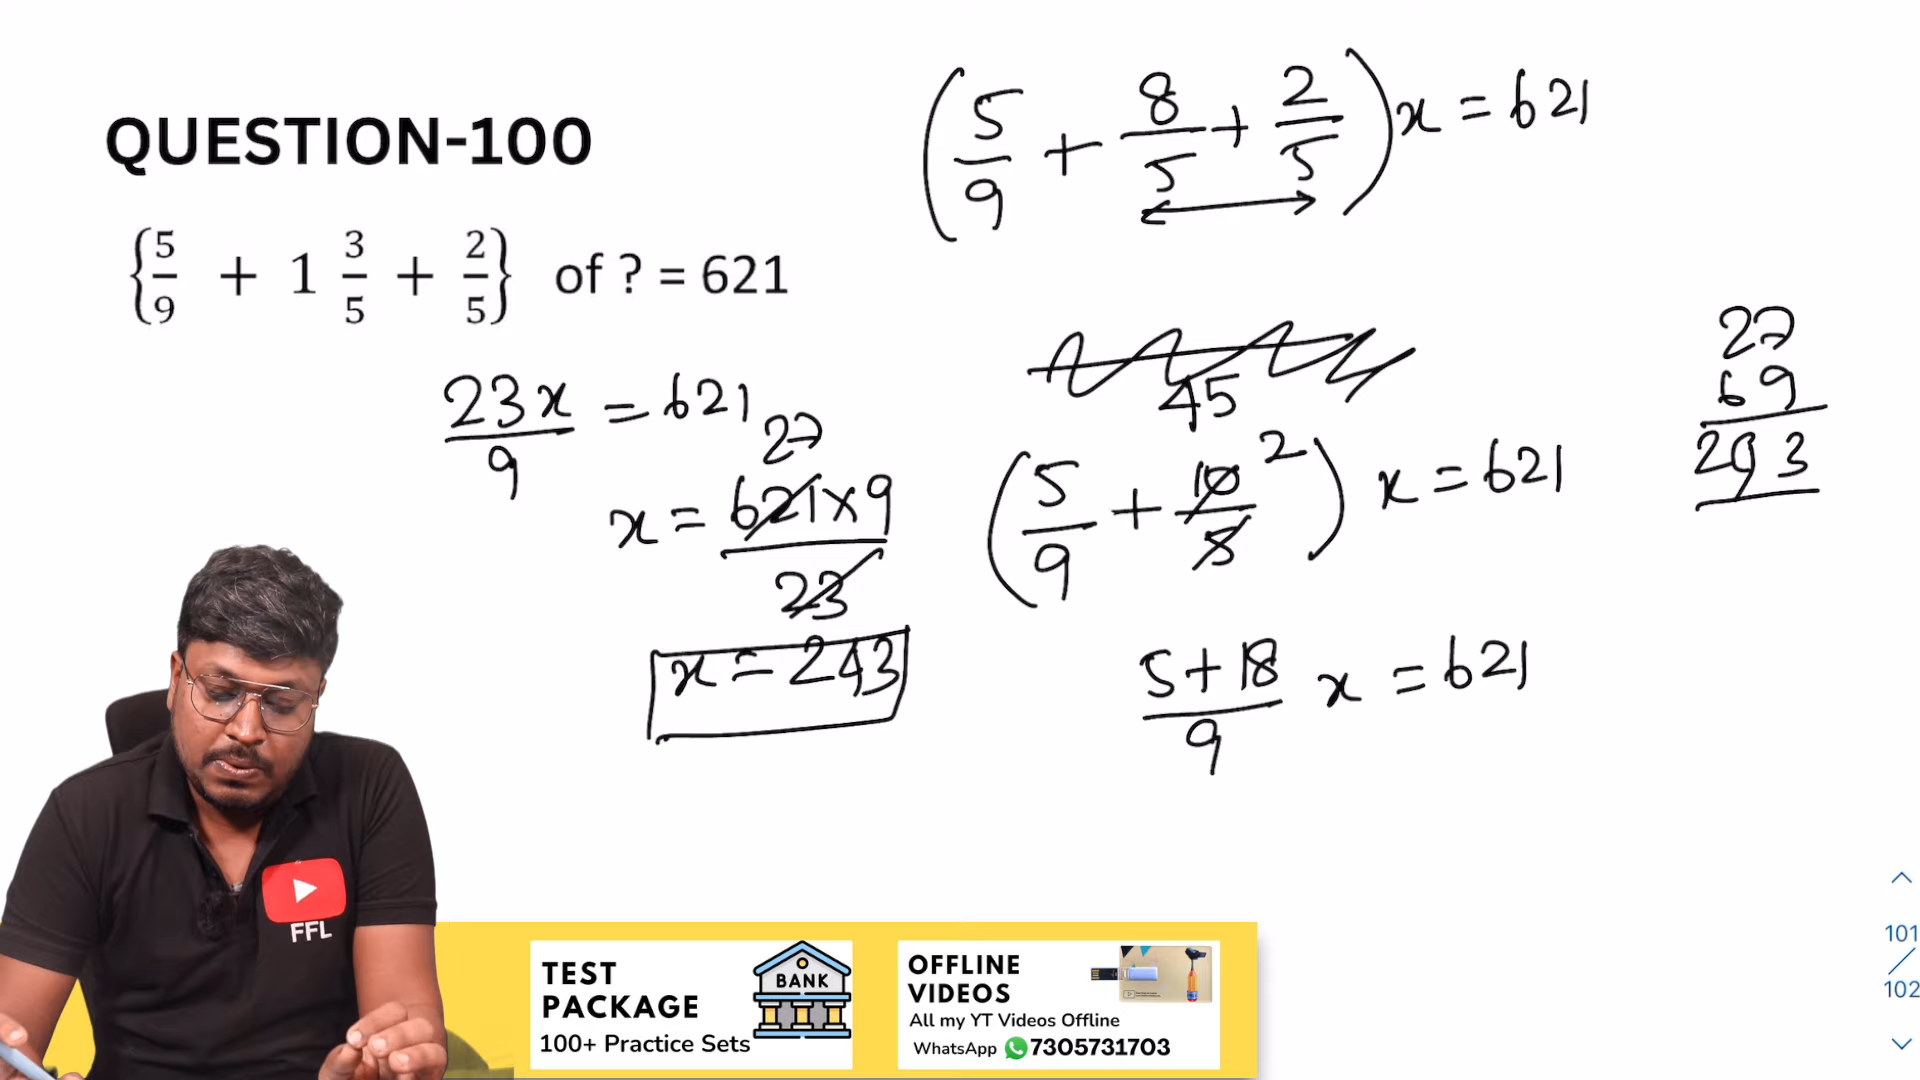 QUESTION-100
{5/9 + 1 3/5 + 2/5} of ? = 621
(5/9 + 8/5 + 2/5) x = 621
45
(5/9 + 10/5 2) x = 621
5+18/9 x = 621
23x/9 = 621
27
x = 621×9/23
x = 243
27
69
293
FFL
TEST
PACKAGE
100+ Practice Sets
BANK
OFFLINE
VIDEOS
All my YT Videos Offline
WhatsApp 7305731703
101
/
102